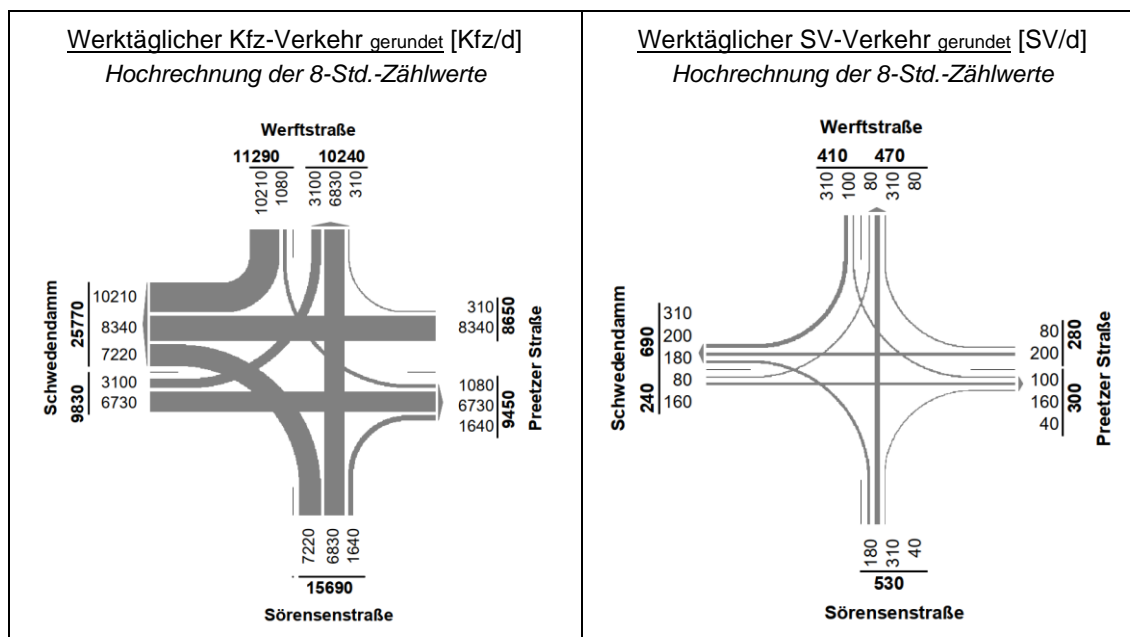 Werktäglicher Kfz-Verkehr gerundet [Kfz/d]
Hochrechnung der 8-Std.-Zählwerte
Werftstraße
11290 10240
10210 1080 3100 6830 310
Schwedendamm
25770
10210
8340
7220
9830
3100
6730
310
8340
8650
1080
6730
1640
9450
Preetzer Straße
7220 6830 1640
15690
Sörensenstraße
Werktäglicher SV-Verkehr gerundet [SV/d]
Hochrechnung der 8-Std.-Zählwerte
Werftstraße
410 470
310 100 80 310 80
Schwedendamm
690
310
200
180
240
80
160
80
200
280
100
160
40
300
Preetzer Straße
180 310 40
530
Sörensenstraße